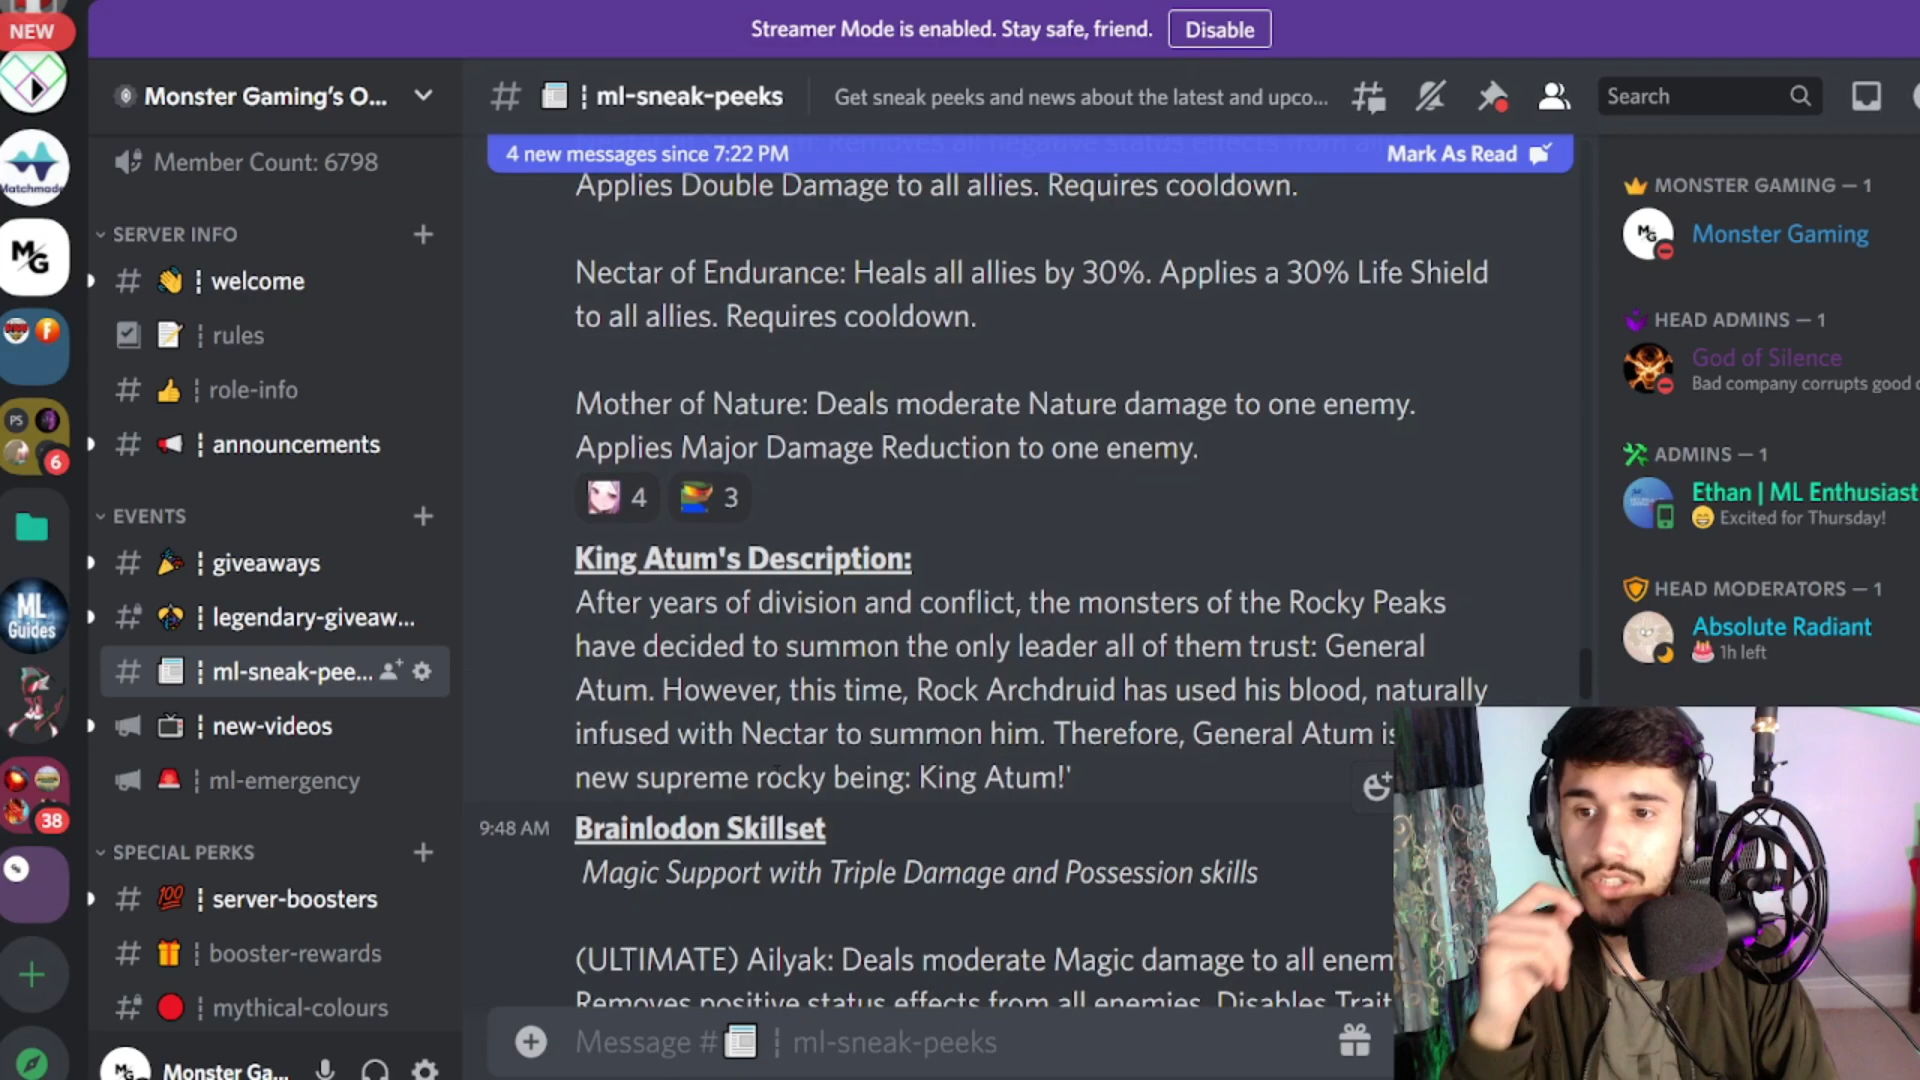 Streamer Mode is enabled. Stay safe, friend. Disable
NEW
Matchmade
M/G
PS
6
ML
Guides
38
Monster Gaming's O...
Member Count: 6798
SERVER INFO
welcome
rules
role-info
announcements
EVENTS
giveaways
legendary-giveaw...
ml-sneak-pee...
new-videos
ml-emergency
SPECIAL PERKS
server-boosters
booster-rewards
mythical-colours
Monster Ga...
# ¦ ml-sneak-peeks
Get sneak peeks and news about the latest and upco...
Search
4 new messages since 7:22 PM
Mark As Read
Applies Double Damage to all allies. Requires cooldown.
Nectar of Endurance: Heals all allies by 30%. Applies a 30% Life Shield
to all allies. Requires cooldown.
Mother of Nature: Deals moderate Nature damage to one enemy.
Applies Major Damage Reduction to one enemy.
4 3
King Atum's Description:
After years of division and conflict, the monsters of the Rocky Peaks
have decided to summon the only leader all of them trust: General
Atum. However, this time, Rock Archdruid has used his blood, naturally
infused with Nectar to summon him. Therefore, General Atum is
new supreme rocky being: King Atum!'
9:48 AM
Brainlodon Skillset
Magic Support with Triple Damage and Possession skills
(ULTIMATE) Ailyak: Deals moderate Magic damage to all enem
Removes positive status effects from all enemies. Disables Trait
Message # ¦ ml-sneak-peeks
MONSTER GAMING — 1
Monster Gaming
HEAD ADMINS — 1
God of Silence
Bad company corrupts good
ADMINS — 1
Ethan | ML Enthusiast
Excited for Thursday!
HEAD MODERATORS — 1
Absolute Radiant
1h left